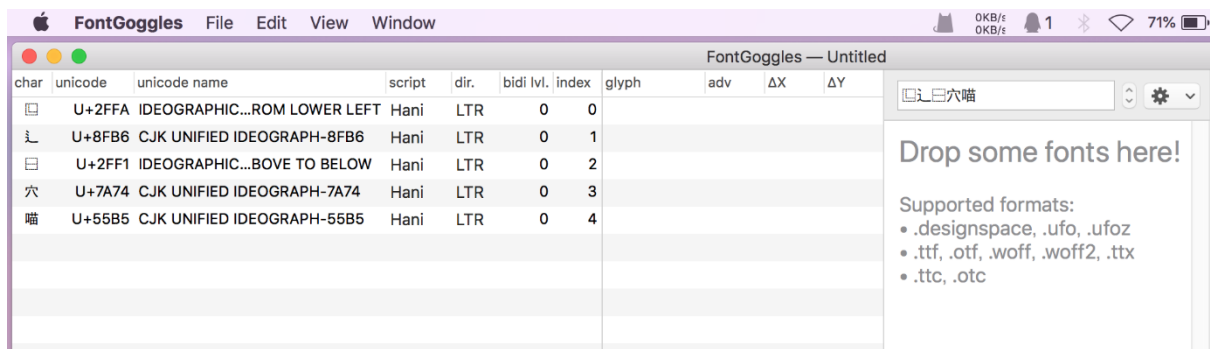 FontGoggles File Edit View Window 0KB/s 0KB/s 1 71%
FontGoggles — Untitled
char unicode unicode name script dir. bidi lvl. index glyph adv ΔX ΔY
⿺ U+2FFA IDEOGRAPHIC...ROM LOWER LEFT Hani LTR 0 0
辶 U+8FB6 CJK UNIFIED IDEOGRAPH-8FB6 Hani LTR 0 1
⿱ U+2FF1 IDEOGRAPHIC...BOVE TO BELOW Hani LTR 0 2
穴 U+7A74 CJK UNIFIED IDEOGRAPH-7A74 Hani LTR 0 3
喵 U+55B5 CJK UNIFIED IDEOGRAPH-55B5 Hani LTR 0 4
⿺辶⿱穴喵
Drop some fonts here!
Supported formats:
• .designspace, .ufo, .ufoz
• .ttf, .otf, .woff, .woff2, .ttx
• .ttc, .otc